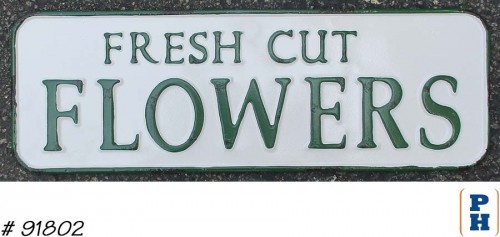 FRESH CUT
FLOWERS
# 91802
PH